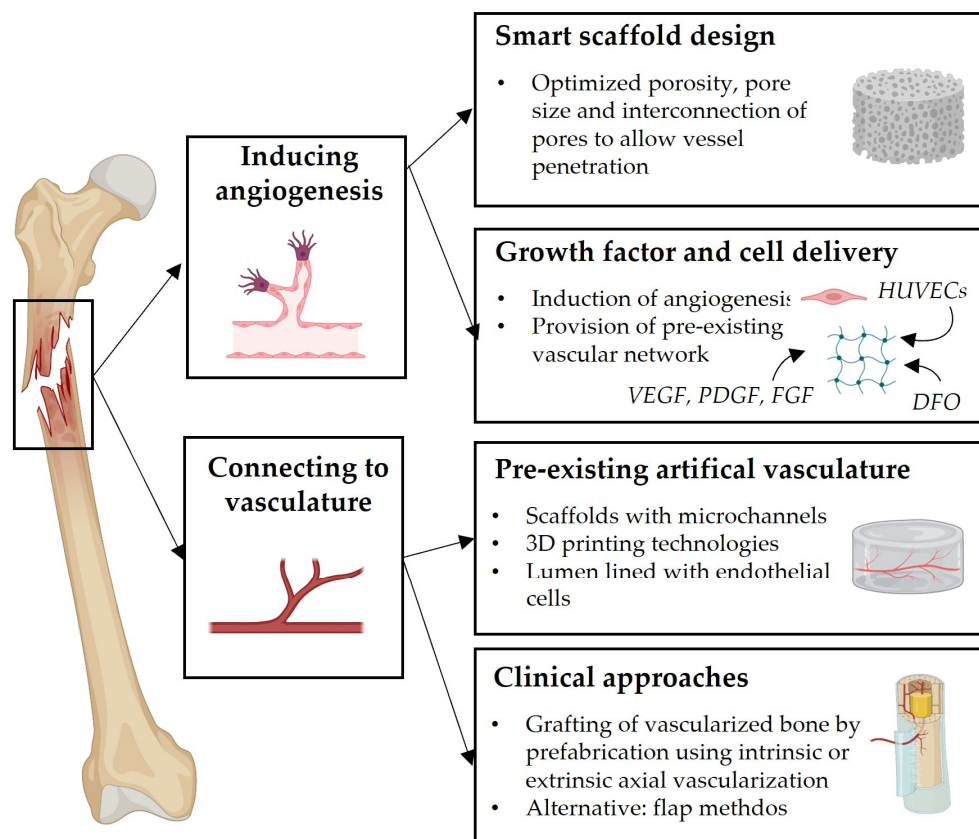 Smart scaffold design
• Optimized porosity, pore
size and interconnection of
pores to allow vessel
penetration
Inducing
angiogenesis
Growth factor and cell delivery
• Induction of angiogenesis
• Provision of pre-existing
vascular network
HUVECs
VEGF, PDGF, FGF
DFO
Connecting to
vasculature
Pre-existing artifical vasculature
• Scaffolds with microchannels
• 3D printing technologies
• Lumen lined with endothelial
cells
Clinical approaches
• Grafting of vascularized bone by
prefabrication using intrinsic or
extrinsic axial vascularization
• Alternative: flap methdos